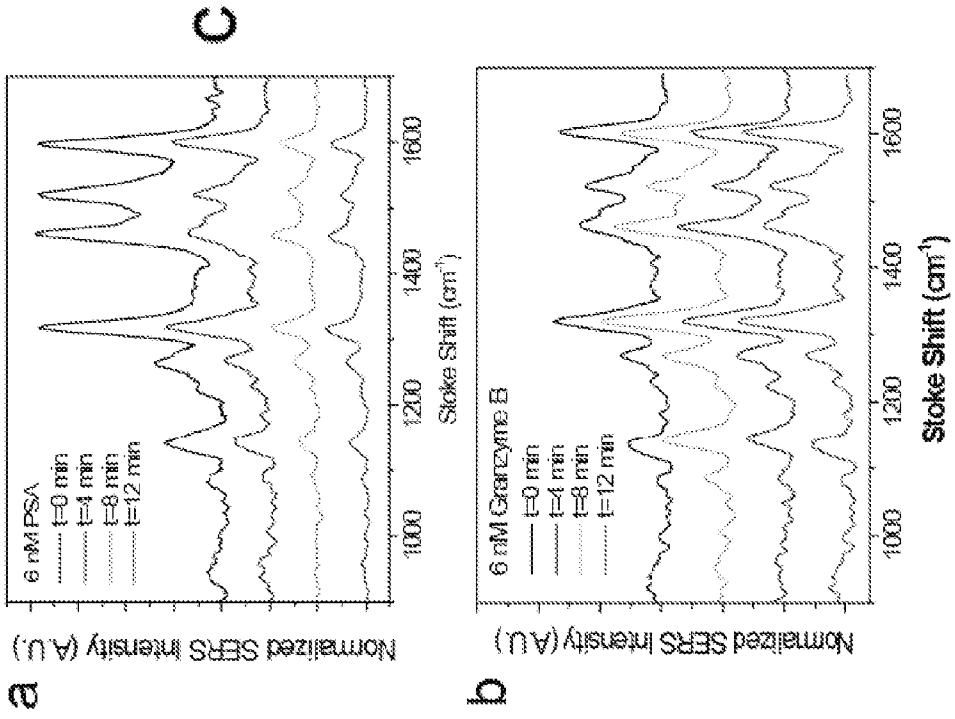 a
6 nM PSA
t=0 min
t=4 min
t=8 min
t=12 min
Normalized SERS Intensity (A.U.)
1000 1200 1400 1600
Stoke Shift (cm⁻¹)
b
6 nM Granzyme B
t=0 min
t=4 min
t=8 min
t=12 min
Normalized SERS Intensity (A.U.)
1000 1200 1400 1600
Stoke Shift (cm⁻¹)
c